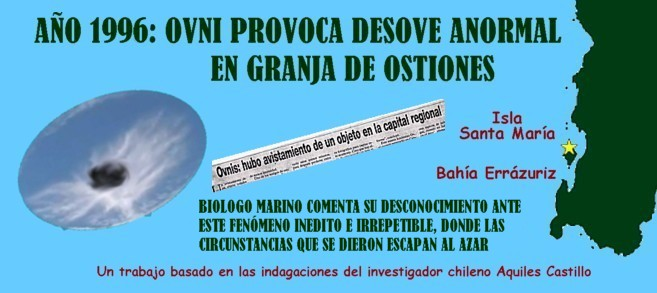 AÑO 1996: OVNI PROVOCA DESOVE ANORMAL
EN GRANJA DE OSTIONES
Ovnis: hubo avistamiento de un objeto en la capital regional
Isla
Santa María
Bahía Errázuriz
BIOLOGO MARINO COMENTA SU DESCONOCIMIENTO ANTE
ESTE FENÓMENO INEDITO E IRREPETIBLE, DONDE LAS
CIRCUNSTANCIAS QUE SE DIERON ESCAPAN AL AZAR
Un trabajo basado en las indagaciones del investigador chileno Aquiles Castillo